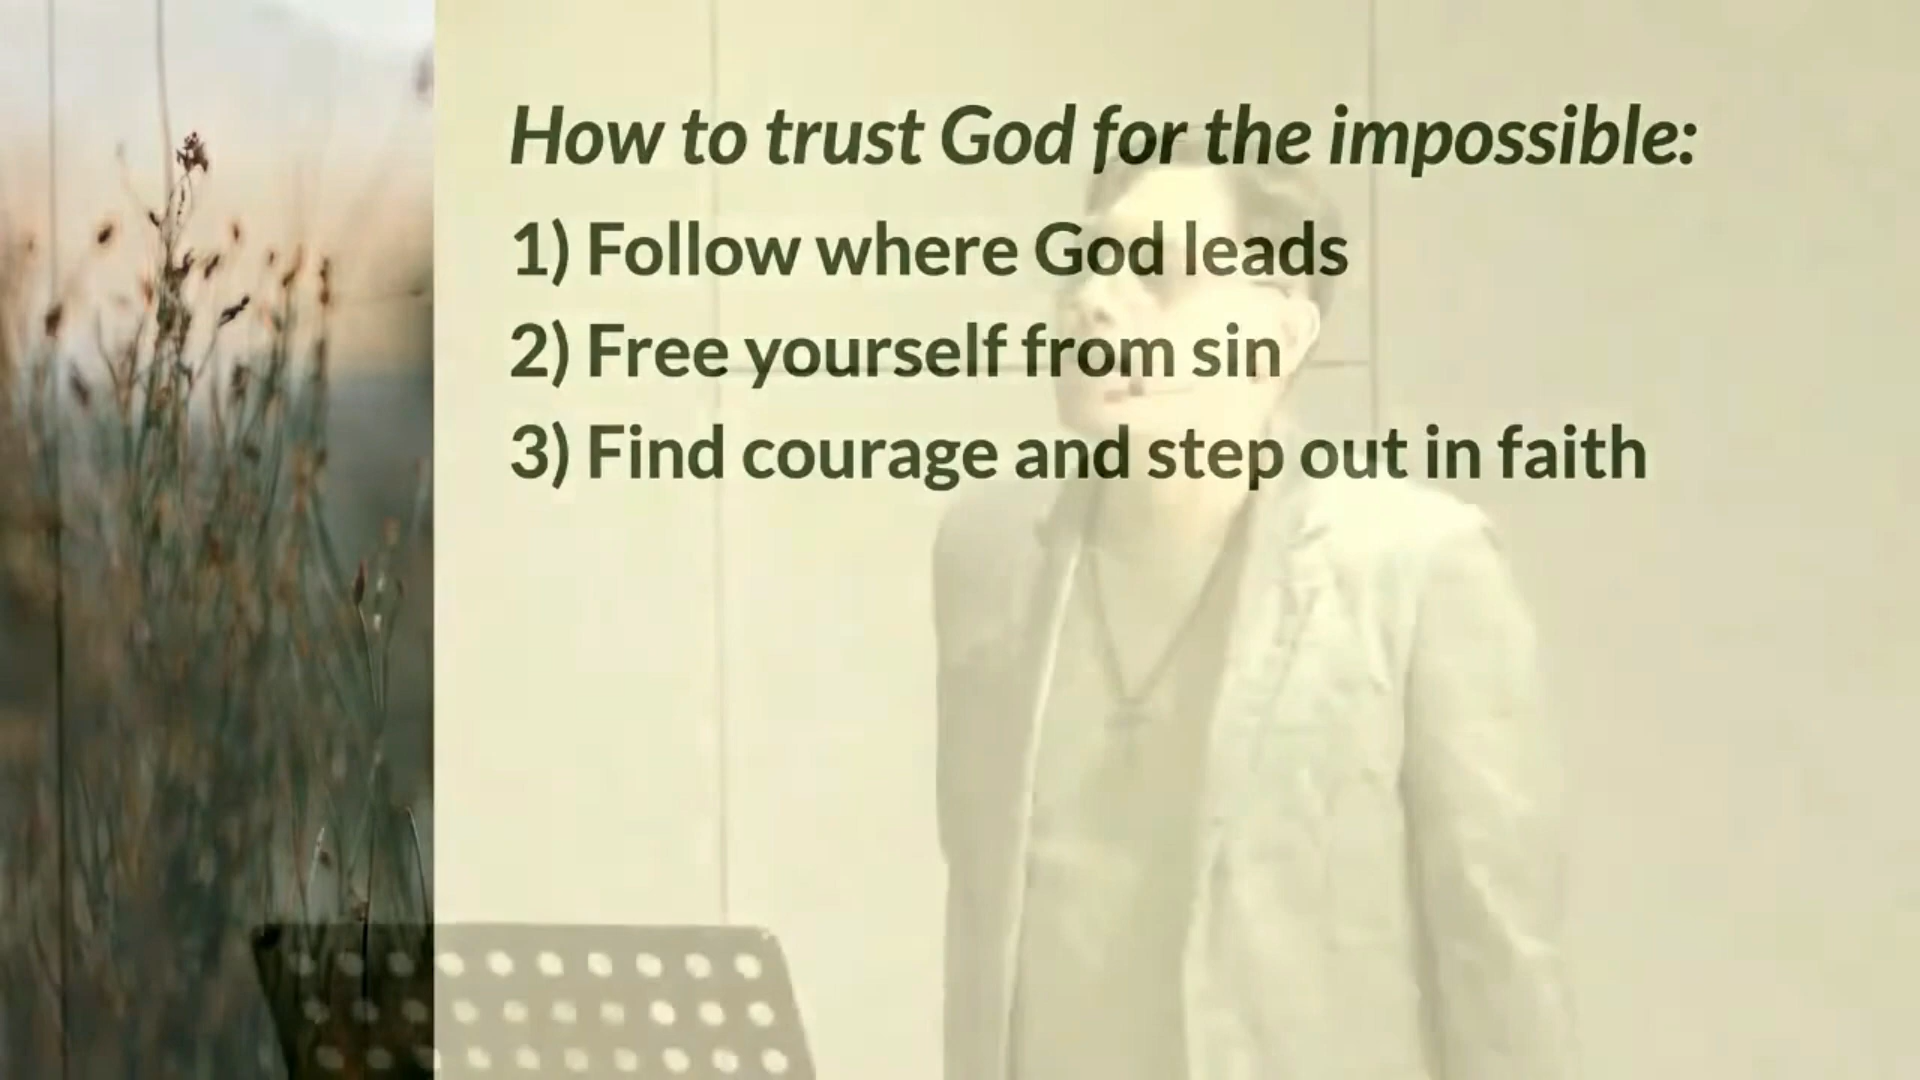 How to trust God for the impossible:
1) Follow where God leads
2) Free yourself from sin
3) Find courage and step out in faith